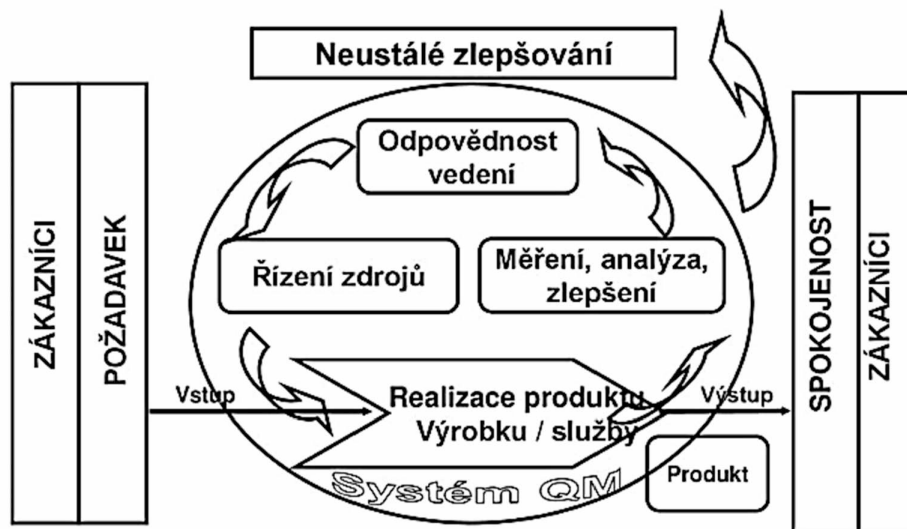 Neustálé zlepšování
ZÁKAZNÍCI
POŽADAVEK
Odpovědnost
vedení
Řízení zdrojů
Měření, analýza,
zlepšení
Vstup
Realizace produktu
Výrobku / služby
Výstup
Produkt
Systém QM
SPOKOJENOST
ZÁKAZNÍCI